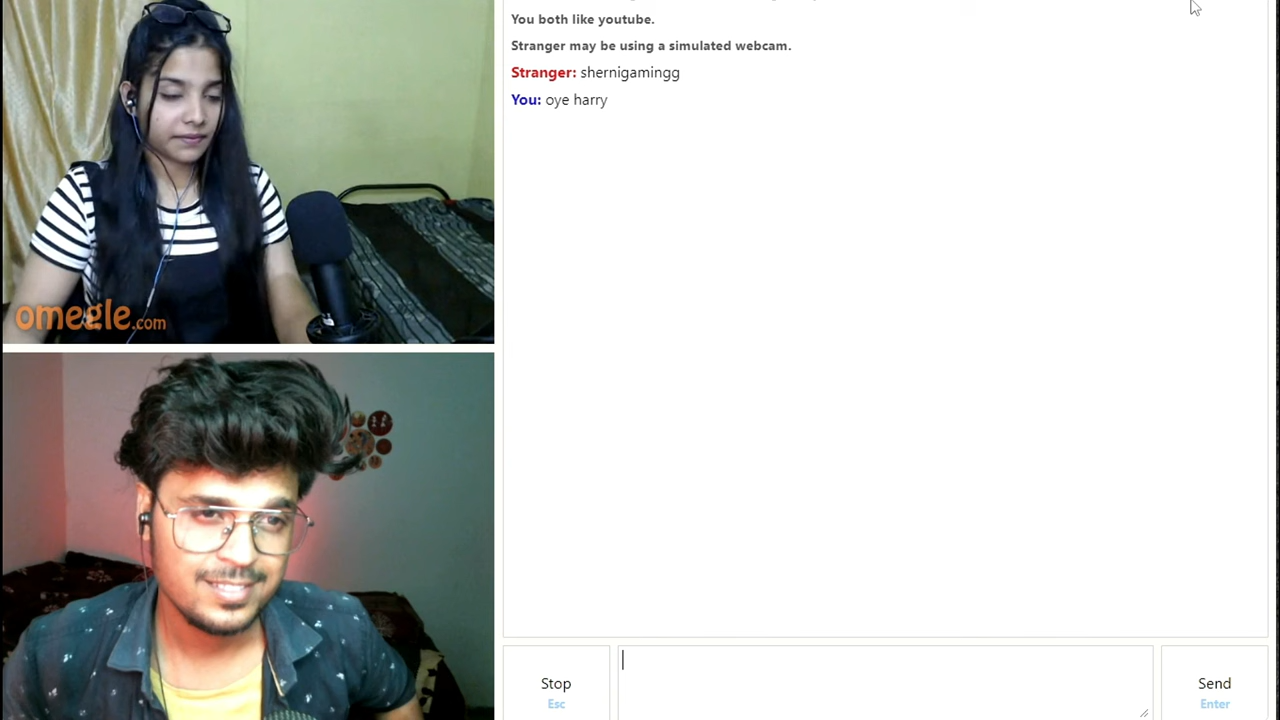 You both like youtube.
Stranger may be using a simulated webcam.
Stranger: shernigamingg
You: oye harry
omegle.com
Stop
Esc
Send
Enter